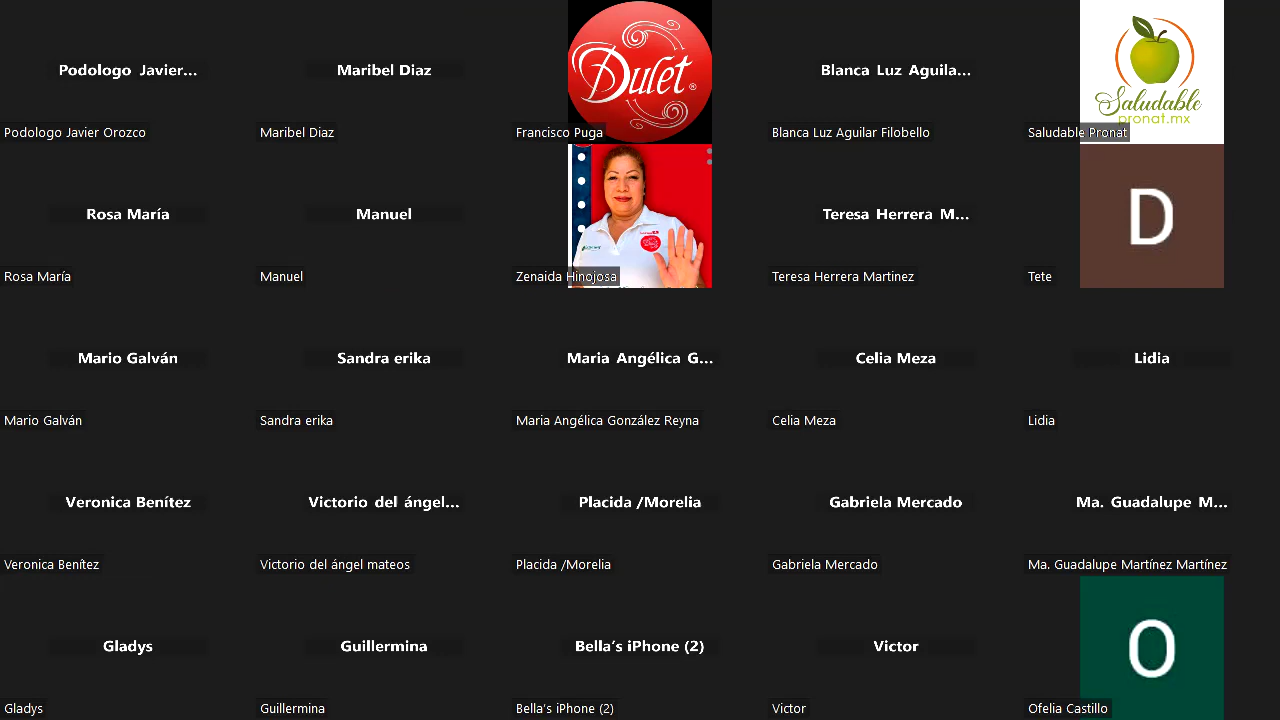 Podologo Javier...
Podologo Javier Orozco
Maribel Diaz
Maribel Diaz
Dulet®
Francisco Puga
Blanca Luz Aguila...
Blanca Luz Aguilar Filobello
Saludable
pronat.mx
Saludable Pronat
Rosa María
Rosa María
Manuel
Manuel
Zenaida Hinojosa
Teresa Herrera M...
Teresa Herrera Martinez
D
Tete
Mario Galván
Mario Galván
Sandra erika
Sandra erika
Maria Angélica G...
Maria Angélica González Reyna
Celia Meza
Celia Meza
Lidia
Lidia
Veronica Benítez
Veronica Benítez
Victorio del ángel...
Victorio del ángel mateos
Placida /Morelia
Placida /Morelia
Gabriela Mercado
Gabriela Mercado
Ma. Guadalupe M...
Ma. Guadalupe Martínez Martínez
Gladys
Gladys
Guillermina
Guillermina
Bella’s iPhone (2)
Bella’s iPhone (2)
Victor
Victor
O
Ofelia Castillo